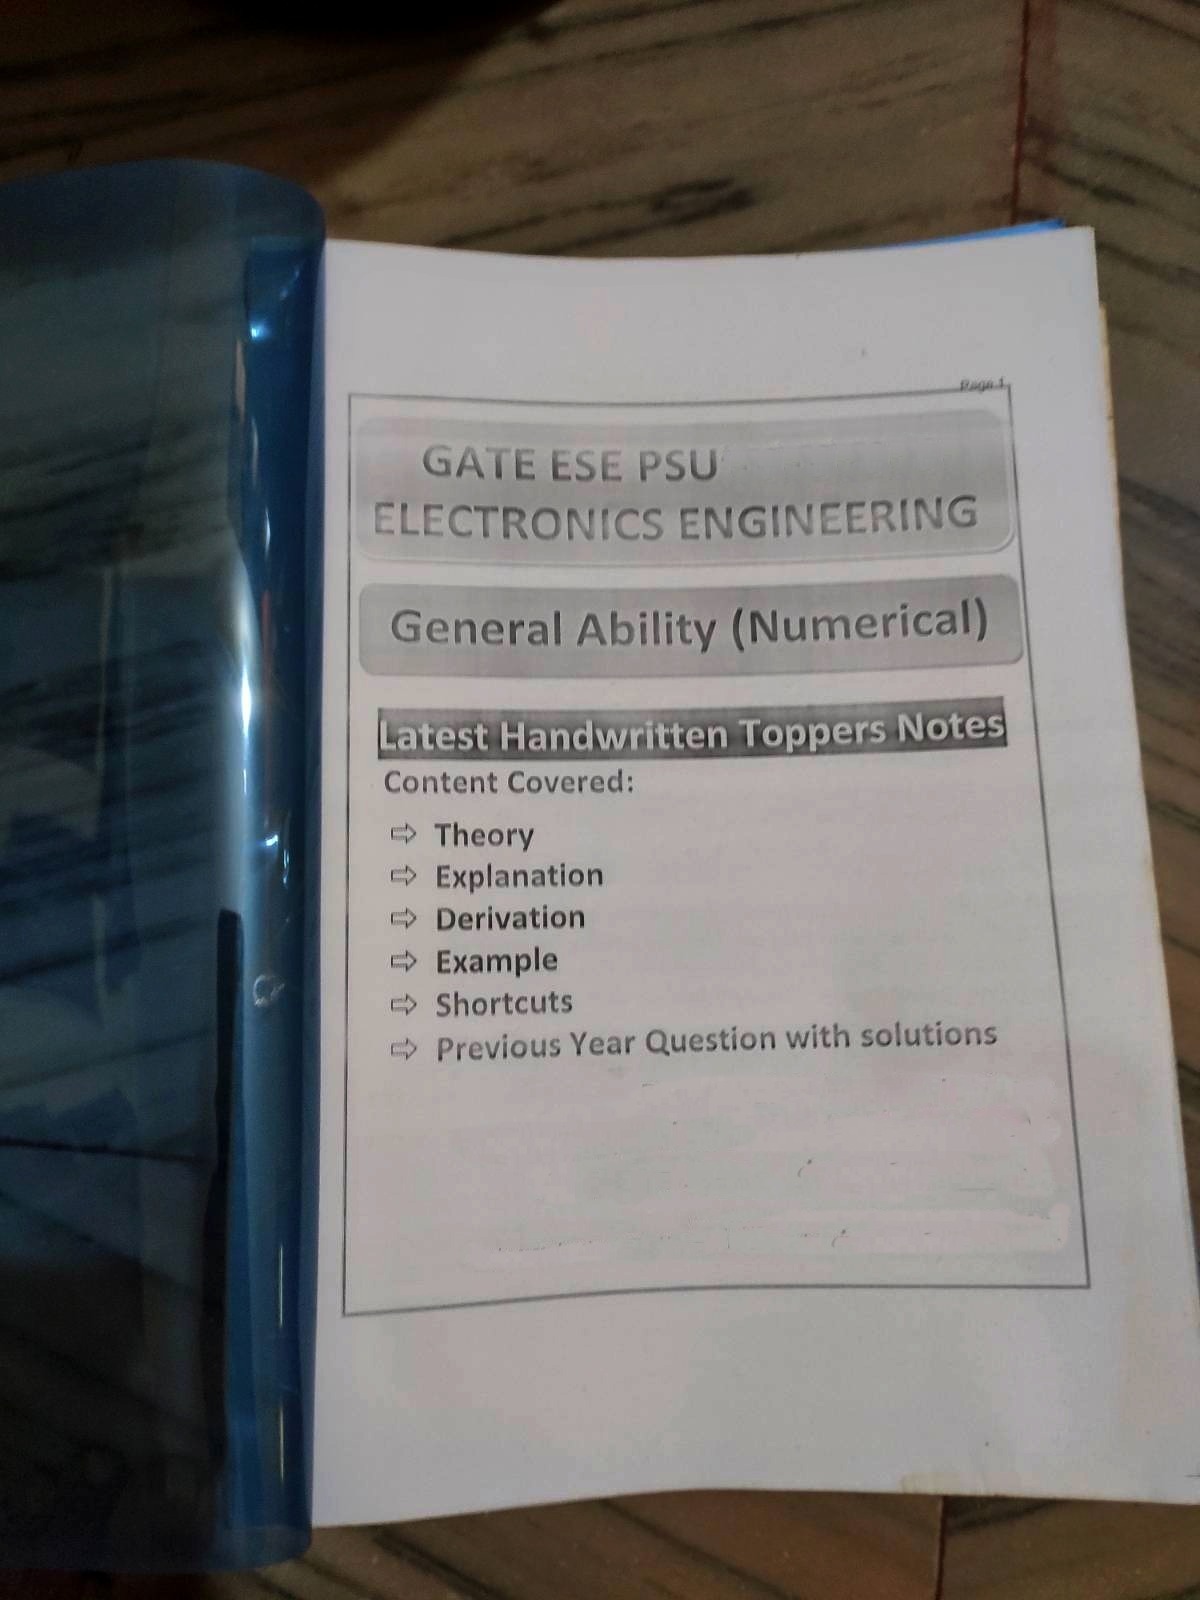 Page 1
GATE ESE PSU
ELECTRONICS ENGINEERING
General Ability (Numerical)
Latest Handwritten Toppers Notes
Content Covered:
⇨ Theory
⇨ Explanation
⇨ Derivation
⇨ Example
⇨ Shortcuts
⇨ Previous Year Question with solutions